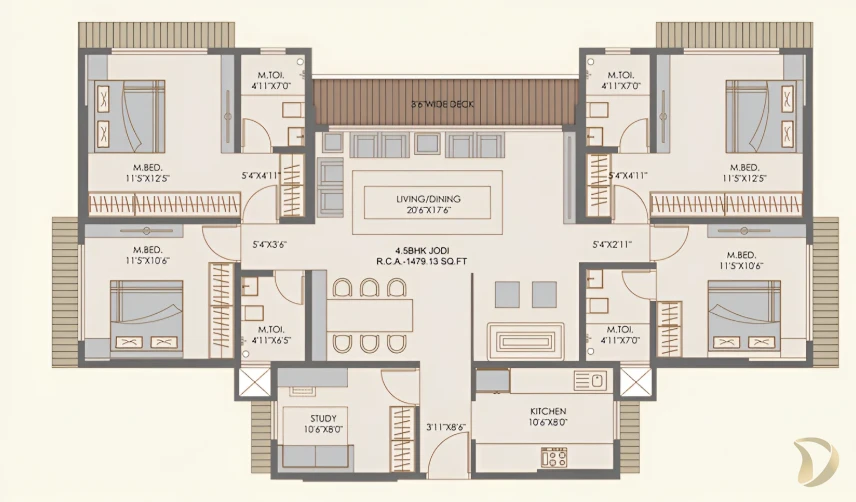 M.TOI.
4'11"X7'0"
M.TOI.
4'11"X7'0"
3'6"WIDE DECK
M.BED.
11'5"X12'5"
5'4"X4'11"
5'4"X4'11"
M.BED.
11'5"X12'5"
LIVING/DINING
20'6"X17'6"
M.BED.
11'5"X10'6"
5'4"X3'6"
4.5BHK JODI
R.C.A.-1479.13 SQ.FT
5'4"X2'11"
M.BED.
11'5"X10'6"
M.TOI.
4'11"X6'5"
M.TOI.
4'11"X7'0"
STUDY
10'6"X8'0"
3'11"X8'6"
KITCHEN
10'6"X8'0"